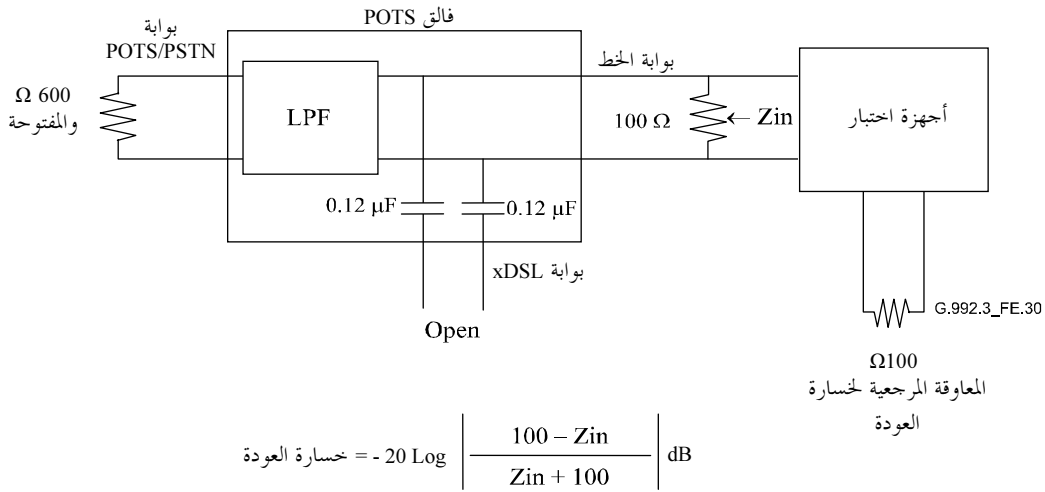 فالق POTS
بوابة
POTS/PSTN
بوابة الخط
Ω 600
والمفتوحة
LPF
100 Ω
← Zin
أجهزة اختبار
0.12 µF
0.12 µF
بوابة xDSL
Open
G.992.3_FE.30
Ω100
المعاوقة المرجعية لخسارة
العودة
خسارة العودة = - 20 Log | 100 – Zin / Zin + 100 | dB